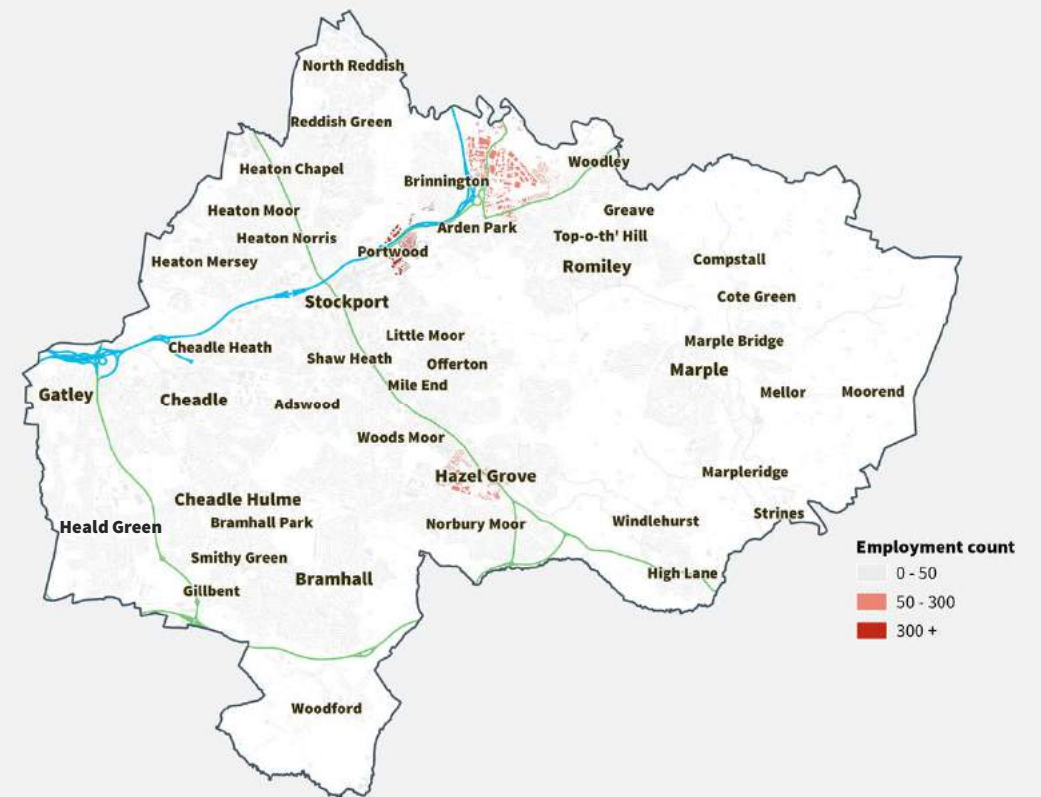 North Reddish
Reddish Green
Heaton Chapel
Woodley
Brinnington
Heaton Moor
Greave
Arden Park
Heaton Norris
Top-o-th' Hill
Portwood
Heaton Mersey
Compstall
Romiley
Cote Green
Stockport
Little Moor
Marple Bridge
Cheadle Heath
Shaw Heath
Offerton
Marple
Mile End
Gatley
Mellor
Moorend
Cheadle
Adswood
Woods Moor
Marpleridge
Hazel Grove
Cheadle Hulme
Strines
Bramhall Park
Norbury Moor
Windlehurst
Heald Green
Employment count
Smithy Green
0 - 50
High Lane
Bramhall
Gillbent
50 - 300
300 +
Woodford